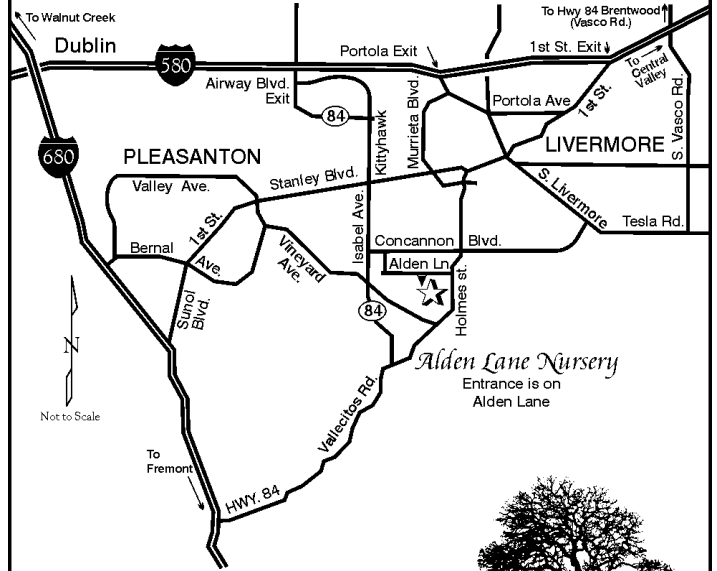 To Walnut Creek
To Hwy 84 Brentwood
(Vasco Rd.)
Dublin
580
Portola Exit
1st St. Exit
To
Central
Valley
Airway Blvd.
Exit
84
Kittyhawk
Murrieta Blvd.
Portola Ave
1st St.
S. Vasco Rd.
LIVERMORE
680
PLEASANTON
Valley Ave.
Stanley Blvd.
S. Livermore
Tesla Rd.
1st St.
Isabel Ave.
Concannon Blvd.
Bernal Ave.
Vineyard
Ave.
Alden Ln
Holmes st.
Sunol
Blvd.
84
N
Not to Scale
Alden Lane Nursery
Entrance is on
Alden Lane
Vallecitos Rd.
To
Fremont
HWY. 84